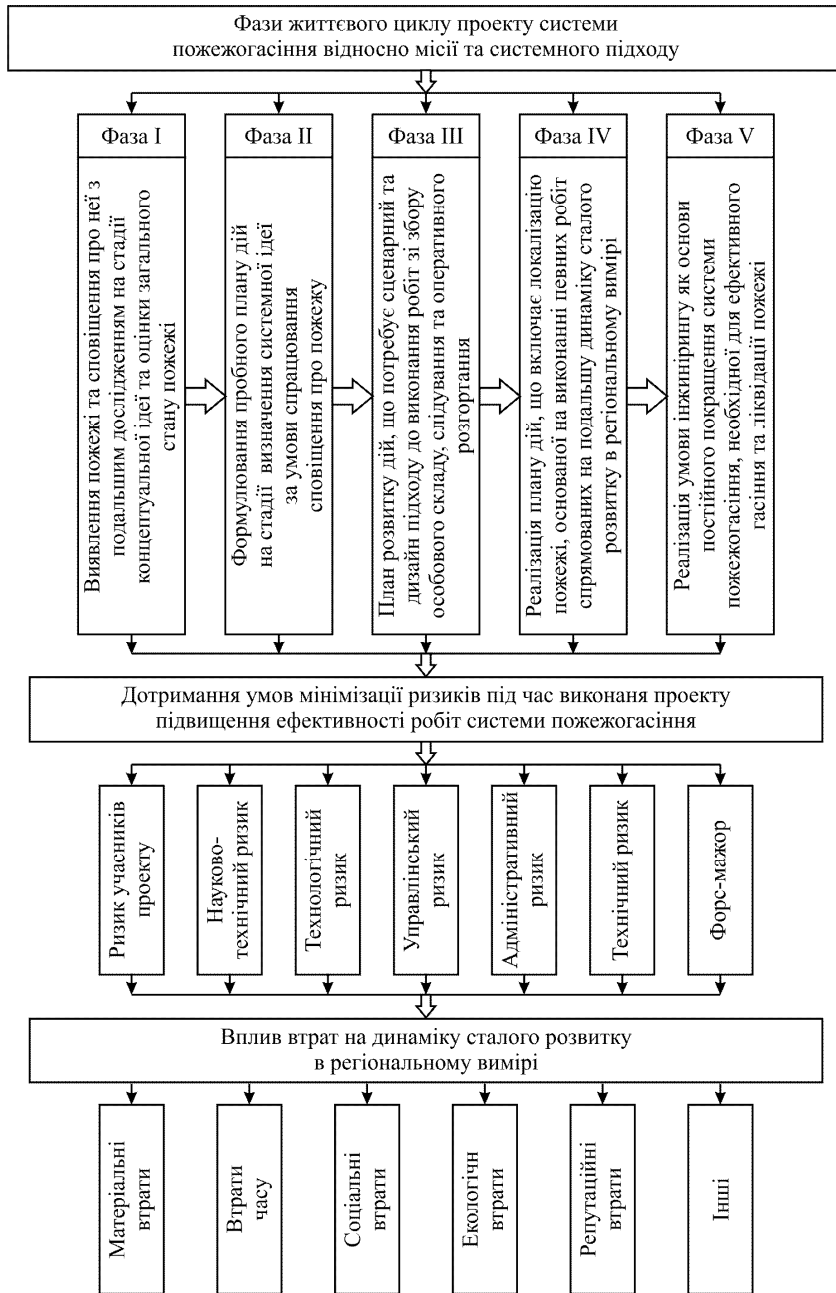 Фази життєвого циклу проекту системи
пожежогасіння відносно місії та системного підходу
Фаза I
Виявлення пожежі та сповіщення про неї з
подальшим дослідженням на стадії
концептуальної ідеї та оцінки загального
стану пожежі
Фаза II
Формулювання пробного плану дій
на стадії визначення системної ідеї
за умови спрацювання
сповіщення про пожежу
Фаза III
План розвитку дій, що потребує сценарний та
дизайн підходу до виконання робіт зі збору
особового складу, слідування та оперативного
розгортання
Фаза IV
Реалізація плану дій, що включає локалізацію
пожежі, основаної на виконанні певних робіт
спрямованих на подальшу динаміку сталого
розвитку в регіональному вимірі
Фаза V
Реалізація умови інжинірингу як основи
постійного покращення системи
пожежогасіння, необхідної для ефективного
гасіння та ліквідації пожежі
Дотримання умов мінімізації ризиків під час виконаня проекту
підвищення ефективності робіт системи пожежогасіння
Ризик учасників
проекту
Науково-
технічний ризик
Технологічний
ризик
Управлінський
ризик
Адміністративний
ризик
Технічний ризик
Форс-мажор
Вплив втрат на динаміку сталого розвитку
в регіональному вимірі
Матеріальні
втрати
Втрати
часу
Соціальні
втрати
Екологічн
втрати
Репутаційні
втрати
Інші